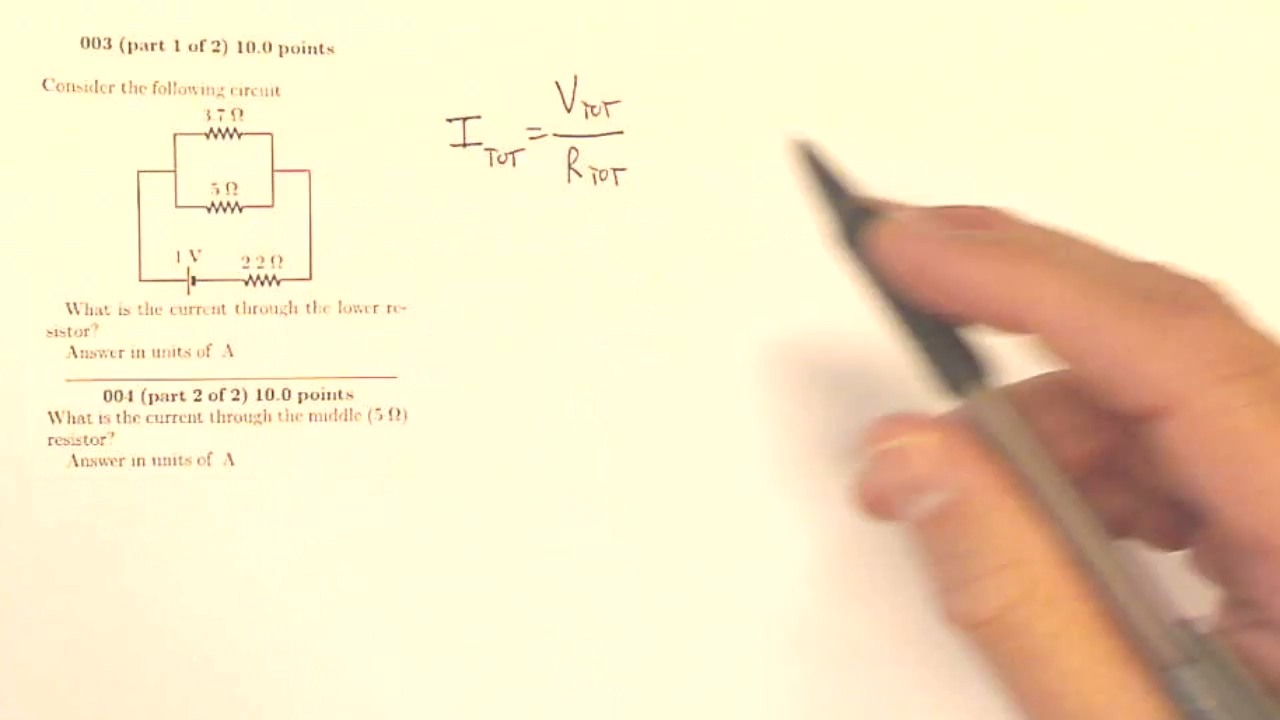 003 (part 1 of 2) 10.0 points
Consider the following circuit
3.7 Ω
5 Ω
1 V
2.2 Ω
What is the current through the lower re-
sistor?
Answer in units of A
004 (part 2 of 2) 10.0 points
What is the current through the middle (5 Ω)
resistor?
Answer in units of A
I_TOT = V_TOT / R_TOT